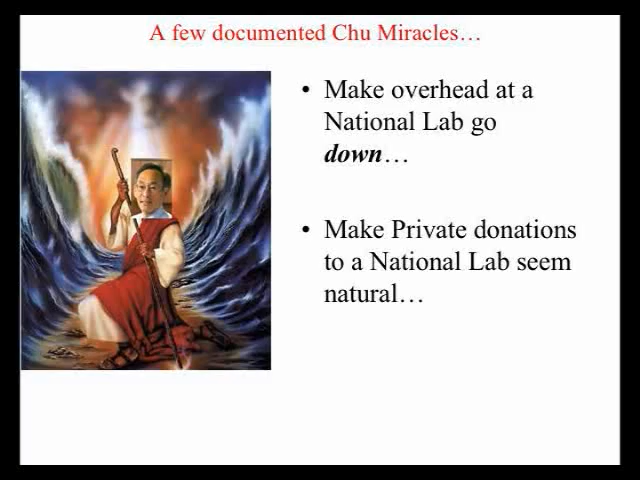 A few documented Chu Miracles…
• Make overhead at a
National Lab go
down…
• Make Private donations
to a National Lab seem
natural…